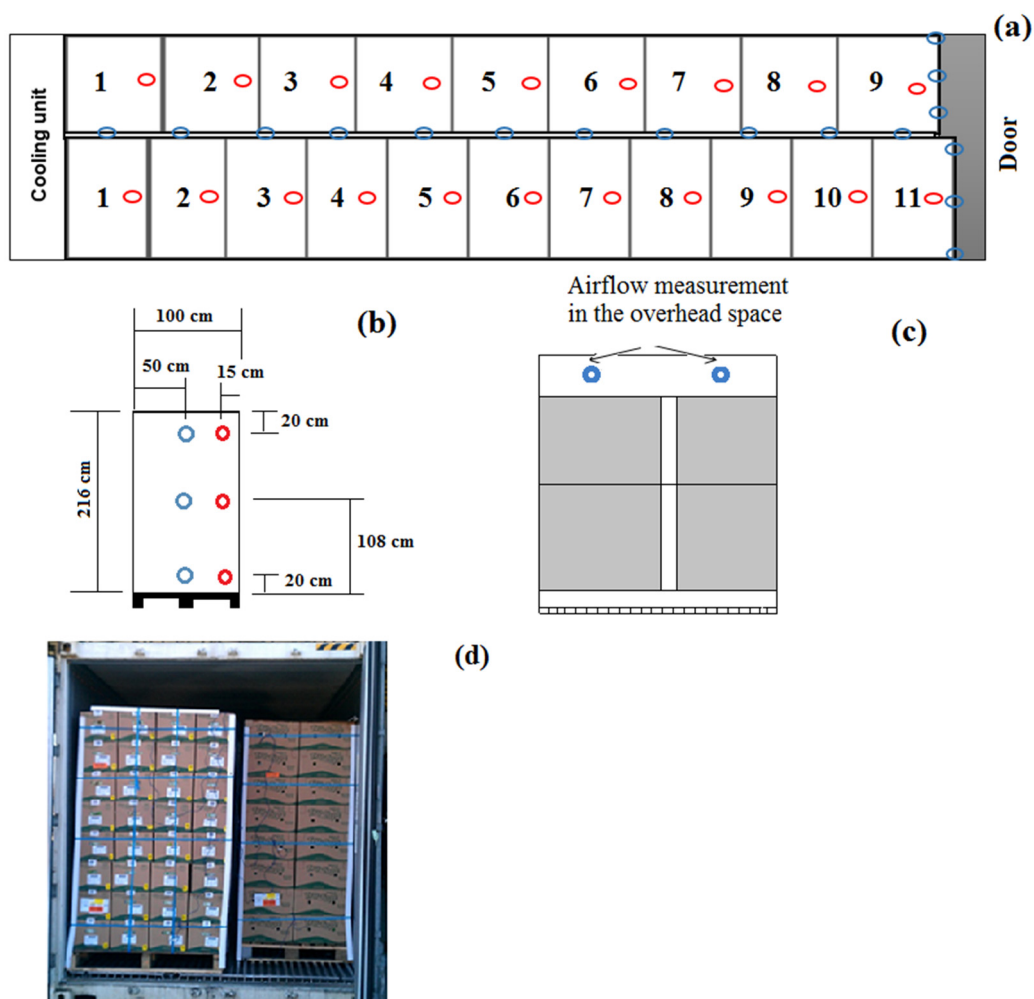 (a)
Cooling unit
1 2 3 4 5 6 7 8 9
Door
1 2 3 4 5 6 7 8 9 10 11
Airflow measurement
in the overhead space
(b)
(c)
100 cm
50 cm
15 cm
20 cm
216 cm
108 cm
20 cm
(d)